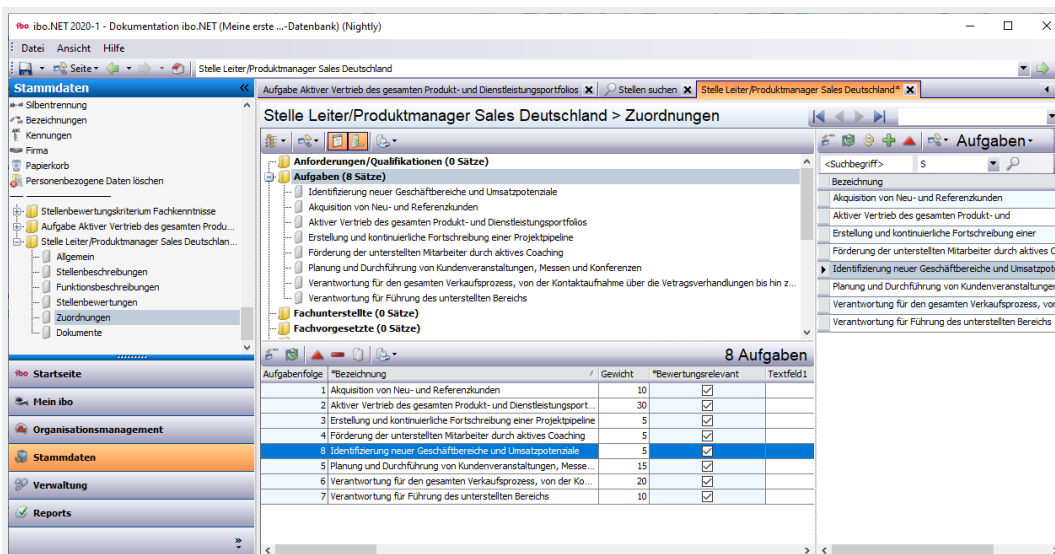 ibo ibo.NET 2020-1 - Dokumentation ibo.NET (Meine erste ...-Datenbank) (Nightly)
Datei Ansicht Hilfe
Seite Stelle Leiter/Produktmanager Sales Deutschland
Stammdaten
Silbentrennung
Bezeichnungen
Kennungen
Firma
Papierkorb
Personenbezogene Daten löschen
Stellenbewertungskriterium Fachkenntnisse
Aufgabe Aktiver Vertrieb des gesamten Produ...
Stelle Leiter/Produktmanager Sales Deutschlan...
Allgemein
Stellenbeschreibungen
Funktionsbeschreibungen
Stellenbewertungen
Zuordnungen
Dokumente
ibo Startseite
Mein ibo
Organisationsmanagement
Stammdaten
Verwaltung
Reports
Aufgabe Aktiver Vertrieb des gesamten Produkt- und Dienstleistungsportfolios Stellen suchen Stelle Leiter/Produktmanager Sales Deutschland*
Stelle Leiter/Produktmanager Sales Deutschland > Zuordnungen
Anforderungen/Qualifikationen (0 Sätze)
Aufgaben (8 Sätze)
Identifizierung neuer Geschäftbereiche und Umsatzpotenziale
Akquisition von Neu- und Referenzkunden
Aktiver Vertrieb des gesamten Produkt- und Dienstleistungsportfolios
Erstellung und kontinuierliche Fortschreibung einer Projektpipeline
Förderung der unterstellten Mitarbeiter durch aktives Coaching
Planung und Durchführung von Kundenveranstaltungen, Messen und Konferenzen
Verantwortung für den gesamten Verkaufsprozess, von der Kontaktaufnahme über die Vetragsverhandlungen bis hin z...
Verantwortung für Führung des unterstellten Bereichs
Fachunterstellte (0 Sätze)
Fachvorgesetzte (0 Sätze)
8 Aufgaben
Aufgabenfolge *Bezeichnung / Gewicht *Bewertungsrelevant Textfeld1
1 Akquisition von Neu- und Referenzkunden 10
2 Aktiver Vertrieb des gesamten Produkt- und Dienstleistungsport... 30
3 Erstellung und kontinuierliche Fortschreibung einer Projektpipeline 5
4 Förderung der unterstellten Mitarbeiter durch aktives Coaching 5
8 Identifizierung neuer Geschäftbereiche und Umsatzpotenziale 5
5 Planung und Durchführung von Kundenveranstaltungen, Messe... 15
6 Verantwortung für den gesamten Verkaufsprozess, von der Ko... 20
7 Verantwortung für Führung des unterstellten Bereichs 10
Aufgaben
<Suchbegriff> S
Bezeichnung
Akquisition von Neu- und Referenzkunden
Aktiver Vertrieb des gesamten Produkt- und
Erstellung und kontinuierliche Fortschreibung einer
Förderung der unterstellten Mitarbeiter durch aktives C
Identifizierung neuer Geschäftbereiche und Umsatzpote
Planung und Durchführung von Kundenveranstaltunger
Verantwortung für den gesamten Verkaufsprozess, vor
Verantwortung für Führung des unterstellten Bereichs